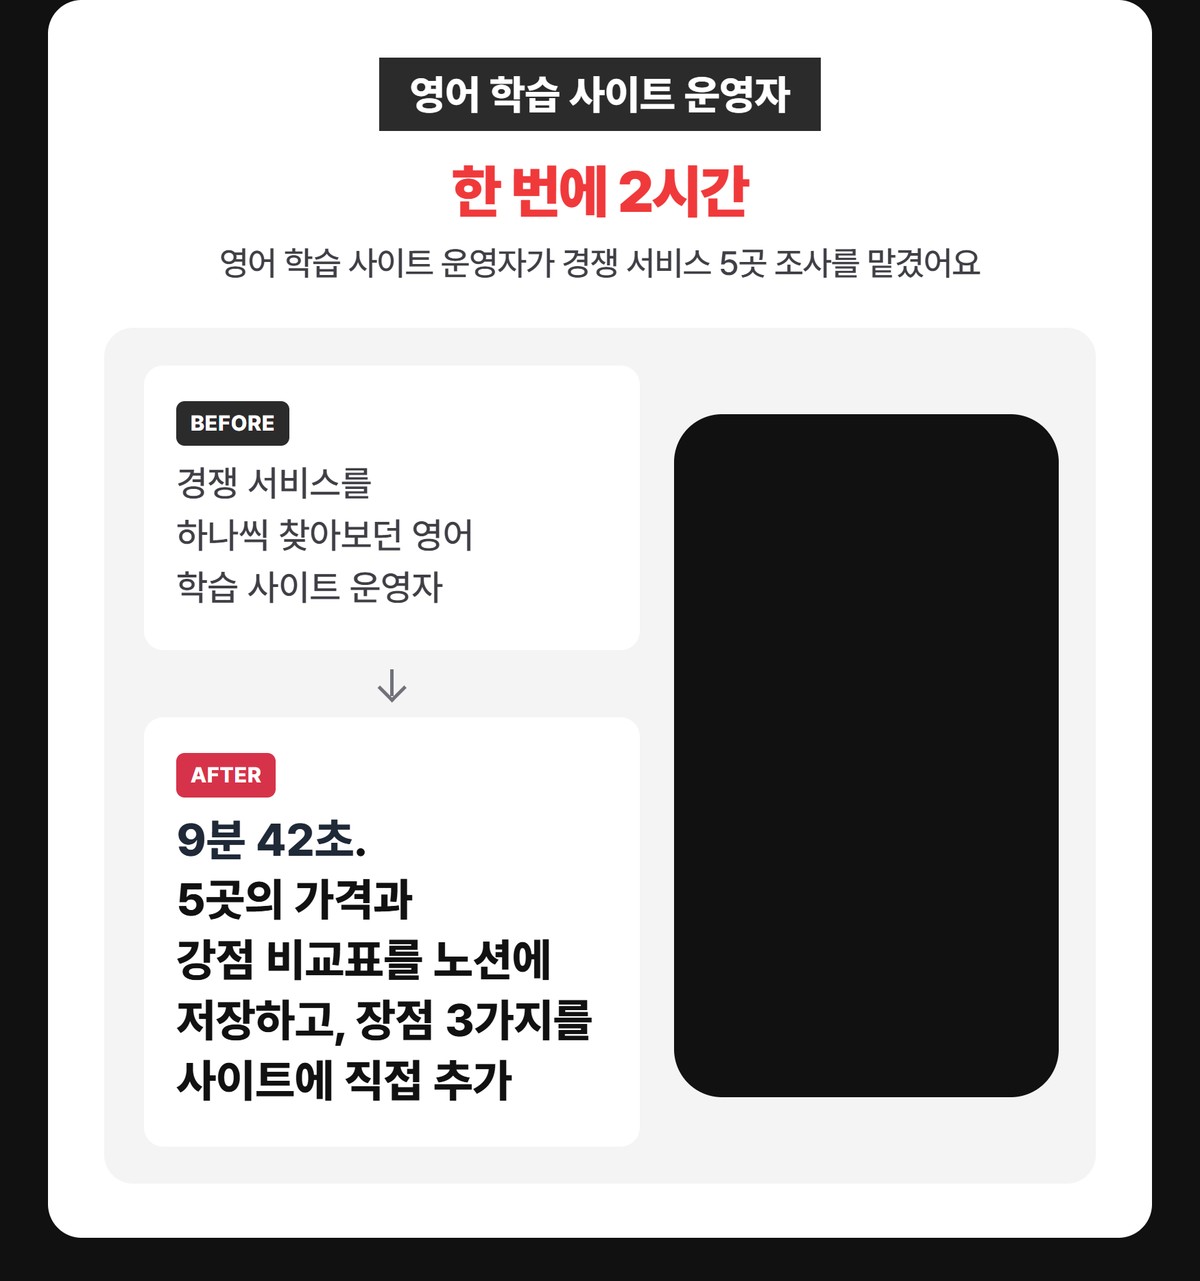 영어 학습 사이트 운영자
한 번에 2시간
영어 학습 사이트 운영자가 경쟁 서비스 5곳 조사를 맡겼어요
BEFORE
경쟁 서비스를
하나씩 찾아보던 영어
학습 사이트 운영자
↓
AFTER
9분 42초.
5곳의 가격과
강점 비교표를 노션에
저장하고, 장점 3가지를
사이트에 직접 추가